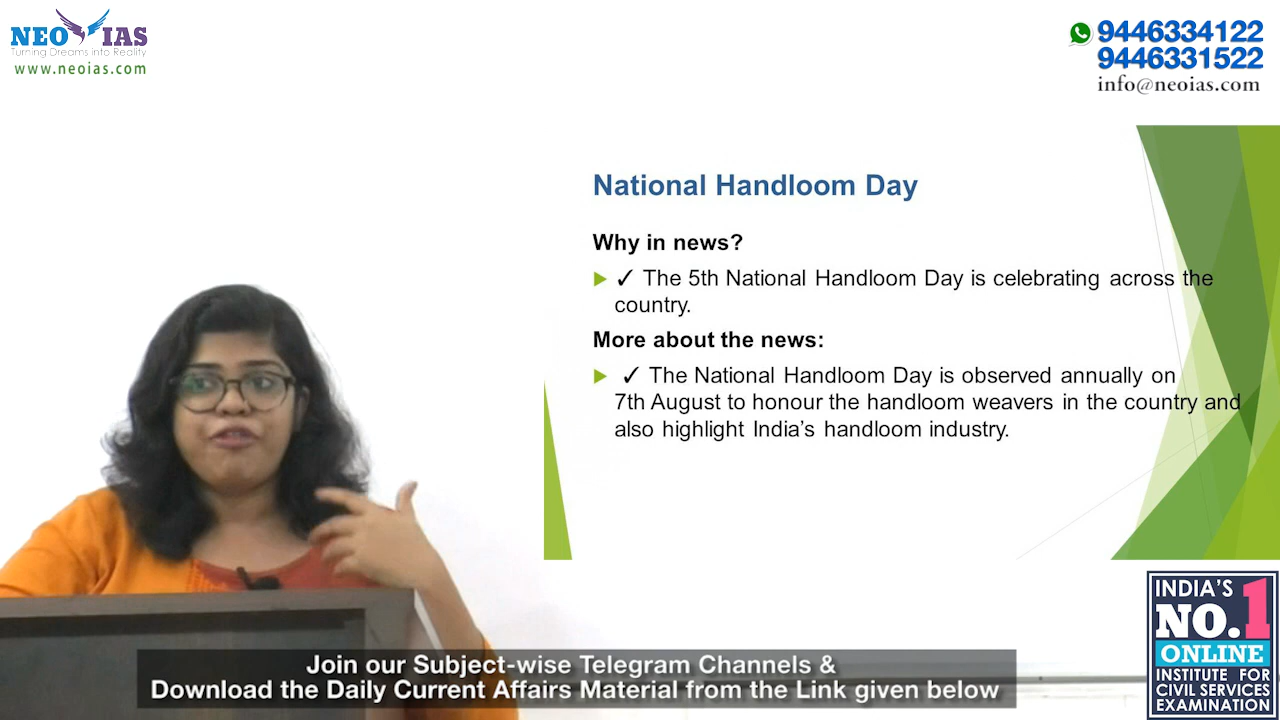 NEO IAS
Turning Dreams into Reality
www.neoias.com
9446334122
9446331522
info@neoias.com
National Handloom Day
Why in news?
✓ The 5th National Handloom Day is celebrating across the
country.
More about the news:
✓ The National Handloom Day is observed annually on
7th August to honour the handloom weavers in the country and
also highlight India's handloom industry.
INDIA'S
NO.1
ONLINE
INSTITUTE FOR
CIVIL SERVICES
EXAMINATION
Join our Subject-wise Telegram Channels &
Download the Daily Current Affairs Material from the Link given below